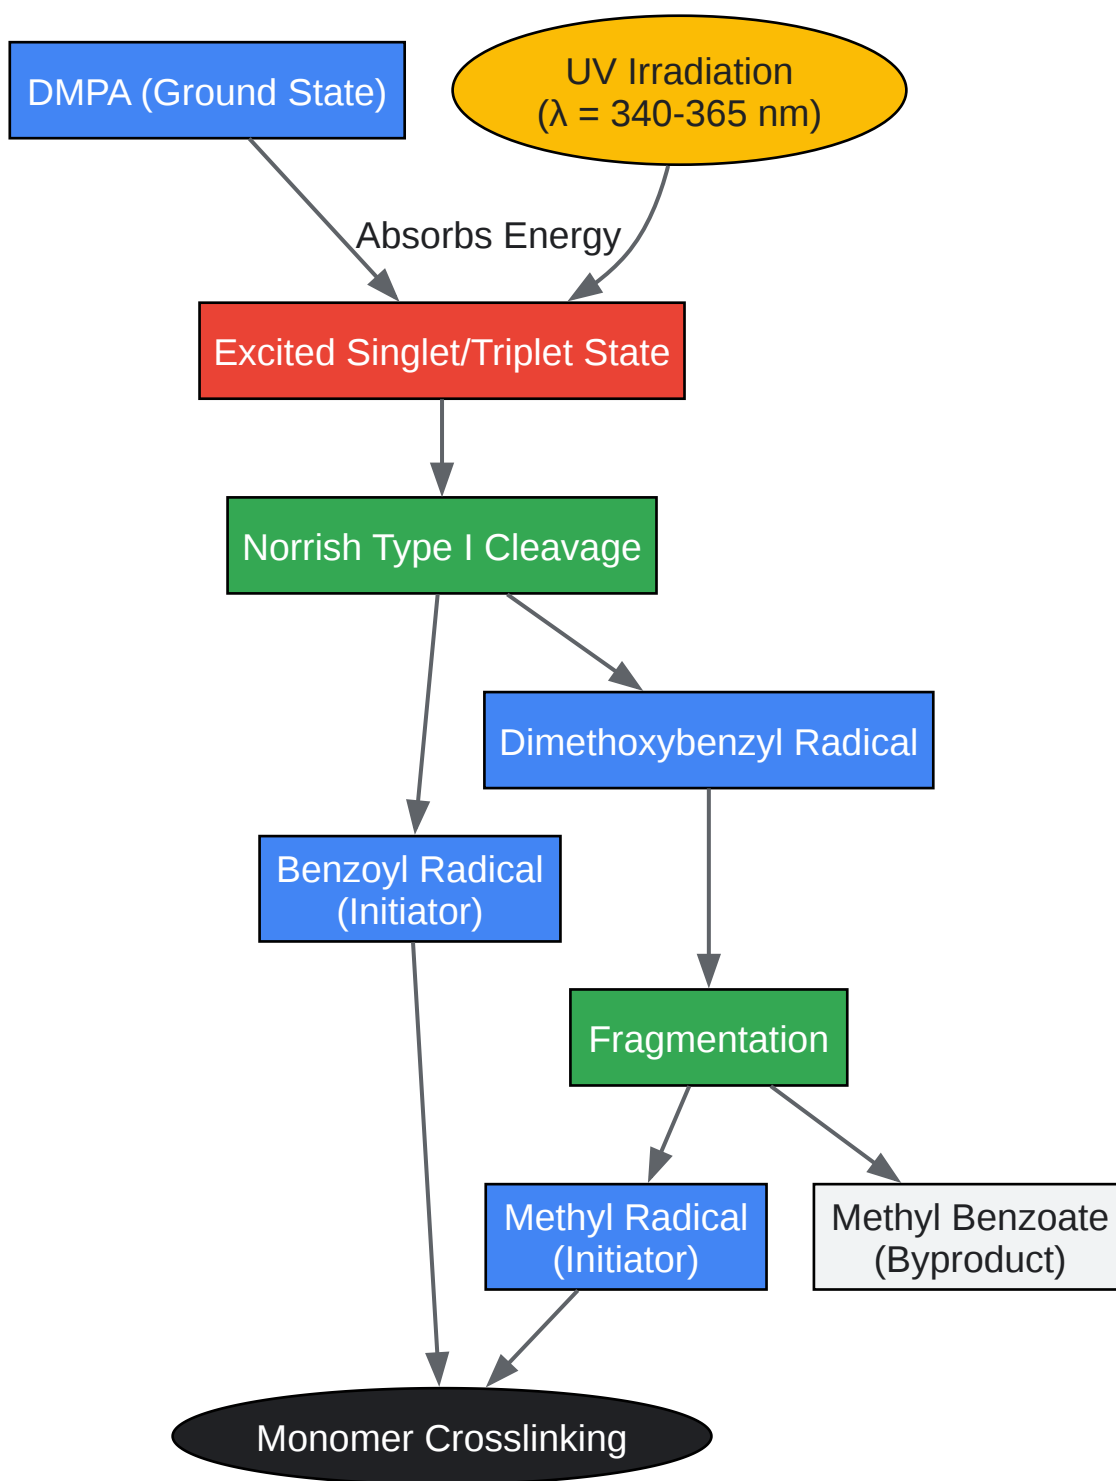 DMPA (Ground State)
UV Irradiation
(λ = 340-365 nm)
Absorbs Energy
Excited Singlet/Triplet State
Norrish Type I Cleavage
Dimethoxybenzyl Radical
Benzoyl Radical
(Initiator)
Fragmentation
Methyl Radical
(Initiator)
Methyl Benzoate
(Byproduct)
Monomer Crosslinking